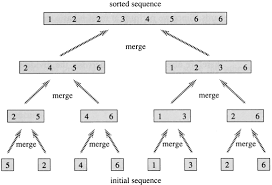 sorted sequence
1 2 2 3 4 5 6 6
merge
2 4 5 6 1 2 3 6
merge merge
2 5 4 6 1 3 2 6
merge merge merge merge
5 2 4 6 1 3 2 6
initial sequence